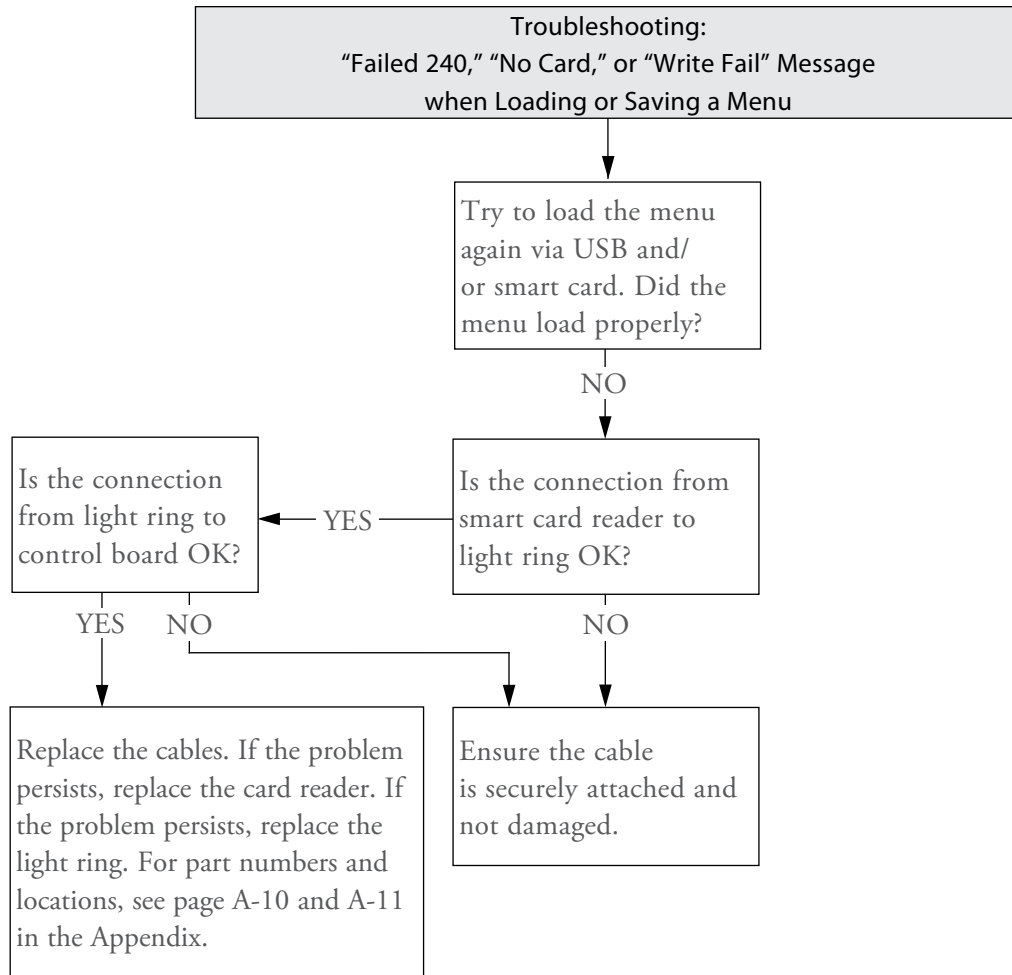 Troubleshooting:
“Failed 240,” “No Card,” or “Write Fail” Message
when Loading or Saving a Menu
Try to load the menu
again via USB and/
or smart card. Did the
menu load properly?
NO
Is the connection
from light ring to
control board OK?
YES
Is the connection from
smart card reader to
light ring OK?
YES
NO
NO
Replace the cables. If the problem
persists, replace the card reader. If
the problem persists, replace the
light ring. For part numbers and
locations, see page A-10 and A-11
in the Appendix.
Ensure the cable
is securely attached and
not damaged.